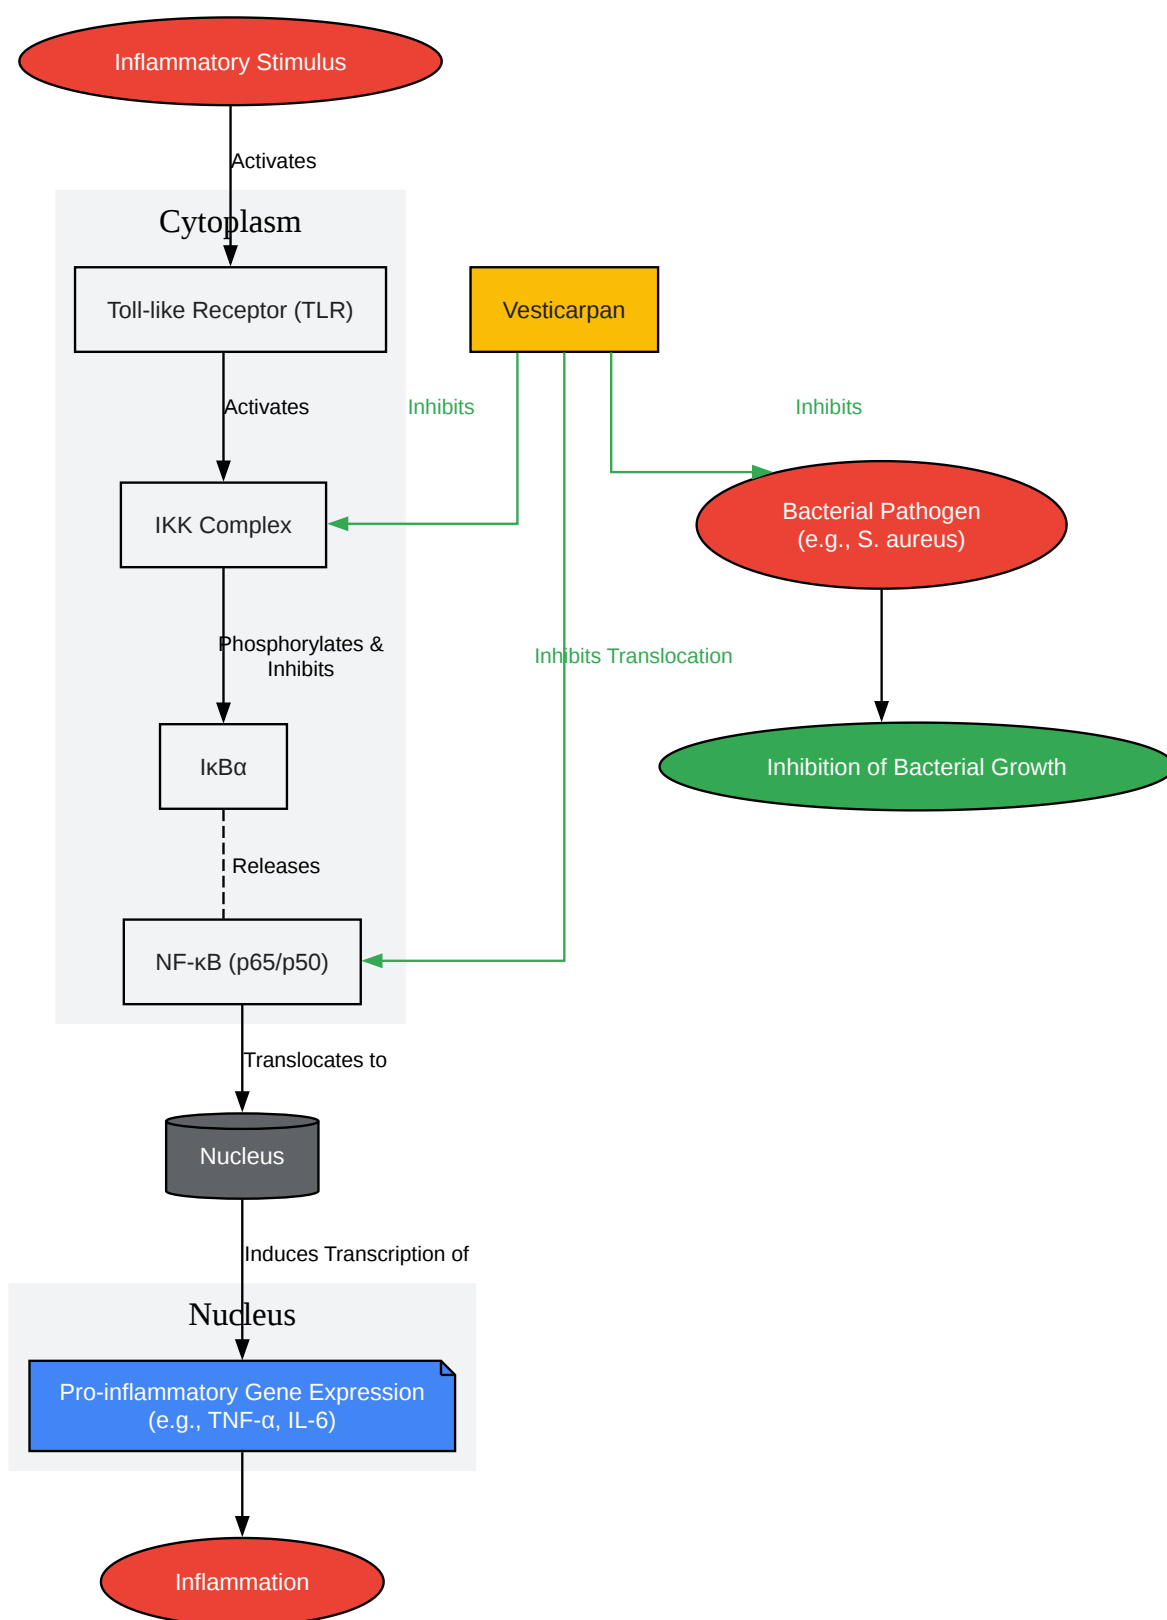 Inflammatory Stimulus
Activates
Cytoplasm
Toll-like Receptor (TLR)
Vesticarpan
Activates
Inhibits
Inhibits
IKK Complex
Bacterial Pathogen
(e.g., S. aureus)
Phosphorylates &
Inhibits
Inhibits Translocation
IκBα
Inhibition of Bacterial Growth
Releases
NF-κB (p65/p50)
Translocates to
Nucleus
Induces Transcription of
Nucleus
Pro-inflammatory Gene Expression
(e.g., TNF-α, IL-6)
Inflammation